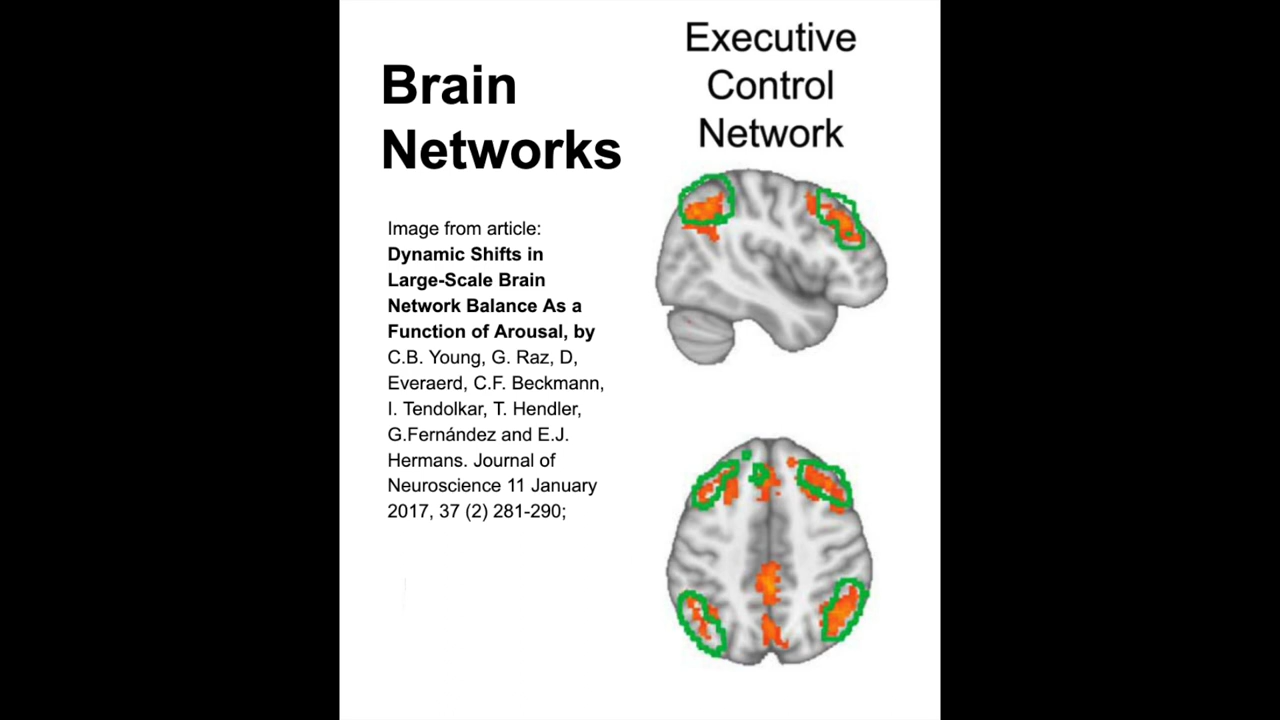 Brain
Networks
Image from article:
Dynamic Shifts in
Large-Scale Brain
Network Balance As a
Function of Arousal, by
C.B. Young, G. Raz, D,
Everaerd, C.F. Beckmann,
I. Tendolkar, T. Hendler,
G.Fernández and E.J.
Hermans. Journal of
Neuroscience 11 January
2017, 37 (2) 281-290;
Executive
Control
Network